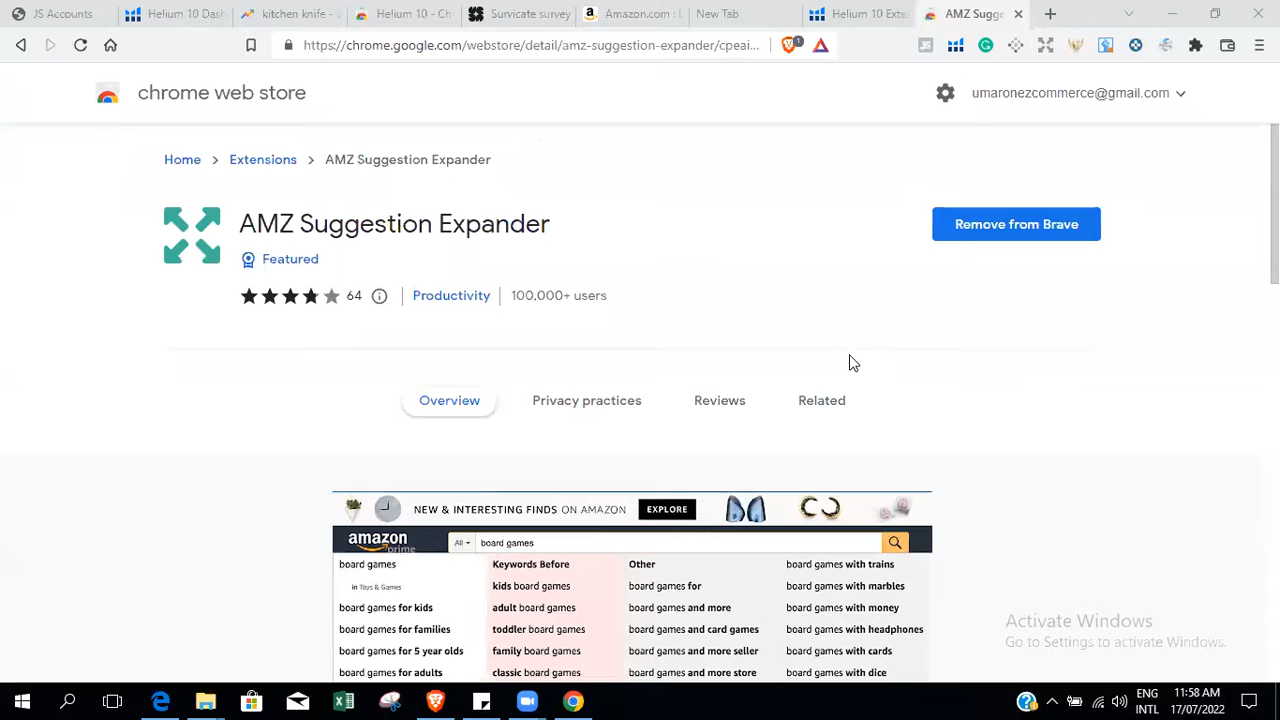 JS Accounts
Helium 10 Das
kitchen knife -
Helium 10 - Ch
Survicate survey
Amazon.com :
New Tab
Helium 10 Exte
AMZ Sugg
https://chrome.google.com/webstore/detail/amz-suggestion-expander/cpeai...
1
chrome web store
umaronezcommerce@gmail.com
Home > Extensions > AMZ Suggestion Expander
AMZ Suggestion Expander
Remove from Brave
Featured
64
Productivity
100,000+ users
Overview
Privacy practices
Reviews
Related
NEW & INTERESTING FINDS ON AMAZON EXPLORE
amazon prime
All
board games
board games
Keywords Before
Other
board games with trains
in Toys & Games
kids board games
board games for
board games with marbles
board games for kids
adult board games
board games and more
board games with money
board games for families
toddler board games
board games and card games
board games with headphones
board games for 5 year olds
family board games
board games and more seller
board games with cards
board games for adults
classic board games
board games and more store
board games with dice
Activate Windows
Go to Settings to activate Windows.
ENG
INTL
11:58 AM
17/07/2022